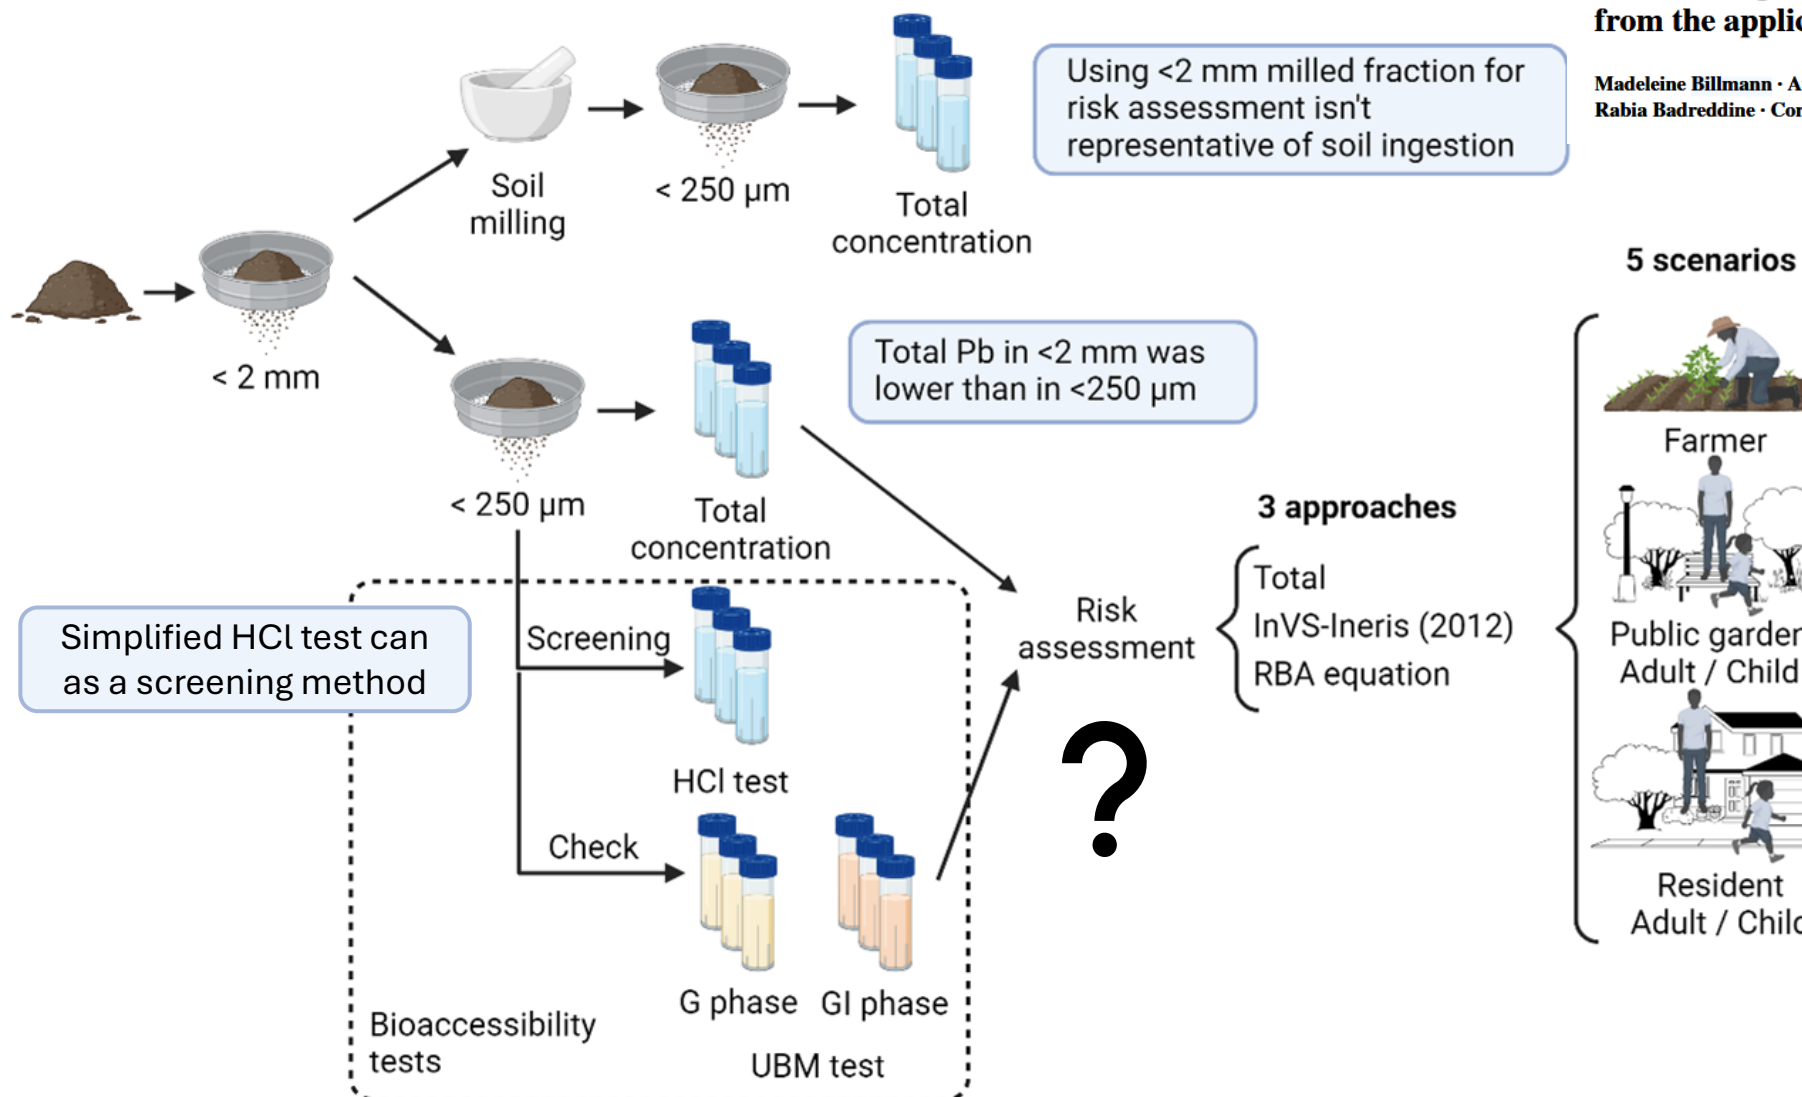 from the applic
Madeleine Billmann · A
Rabia Badreddine · Cor
Using <2 mm milled fraction for
risk assessment isn't
representative of soil ingestion
Soil
milling
< 250 µm
Total
concentration
< 2 mm
Total Pb in <2 mm was
lower than in <250 µm
< 250 µm
Total
concentration
Simplified HCl test can
as a screening method
Screening
HCl test
Check
G phase
GI phase
UBM test
Bioaccessibility
tests
Risk
assessment
?
3 approaches
Total
InVS-Ineris (2012)
RBA equation
5 scenarios
Farmer
Public garden
Adult / Child
Resident
Adult / Child